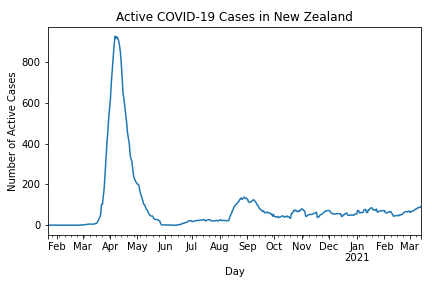 Active COVID-19 Cases in New Zealand
Number of Active Cases
800
600
400
200
0
Feb Mar Apr May Jun Jul Aug Sep Oct Nov Dec Jan Feb Mar
2021
Day